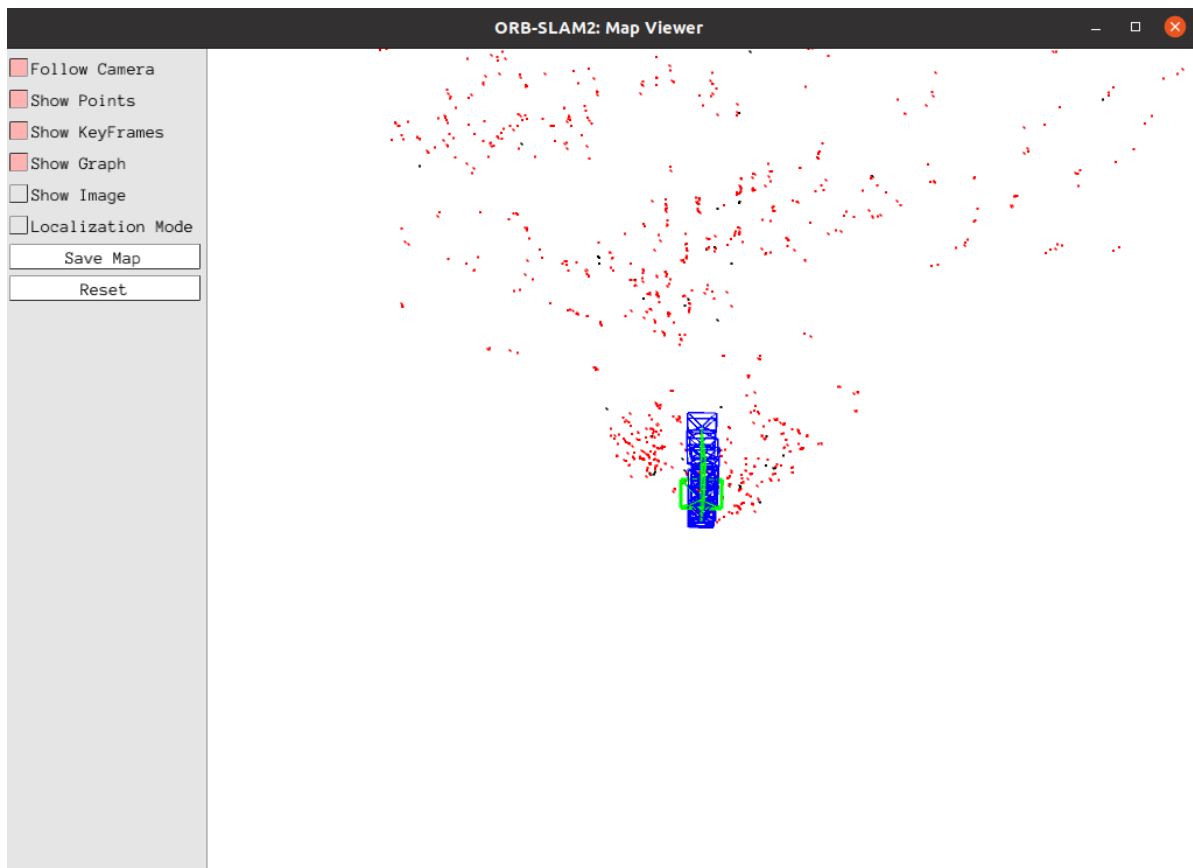 ORB-SLAM2: Map Viewer
Follow Camera
Show Points
Show KeyFrames
Show Graph
Show Image
Localization Mode
Save Map
Reset